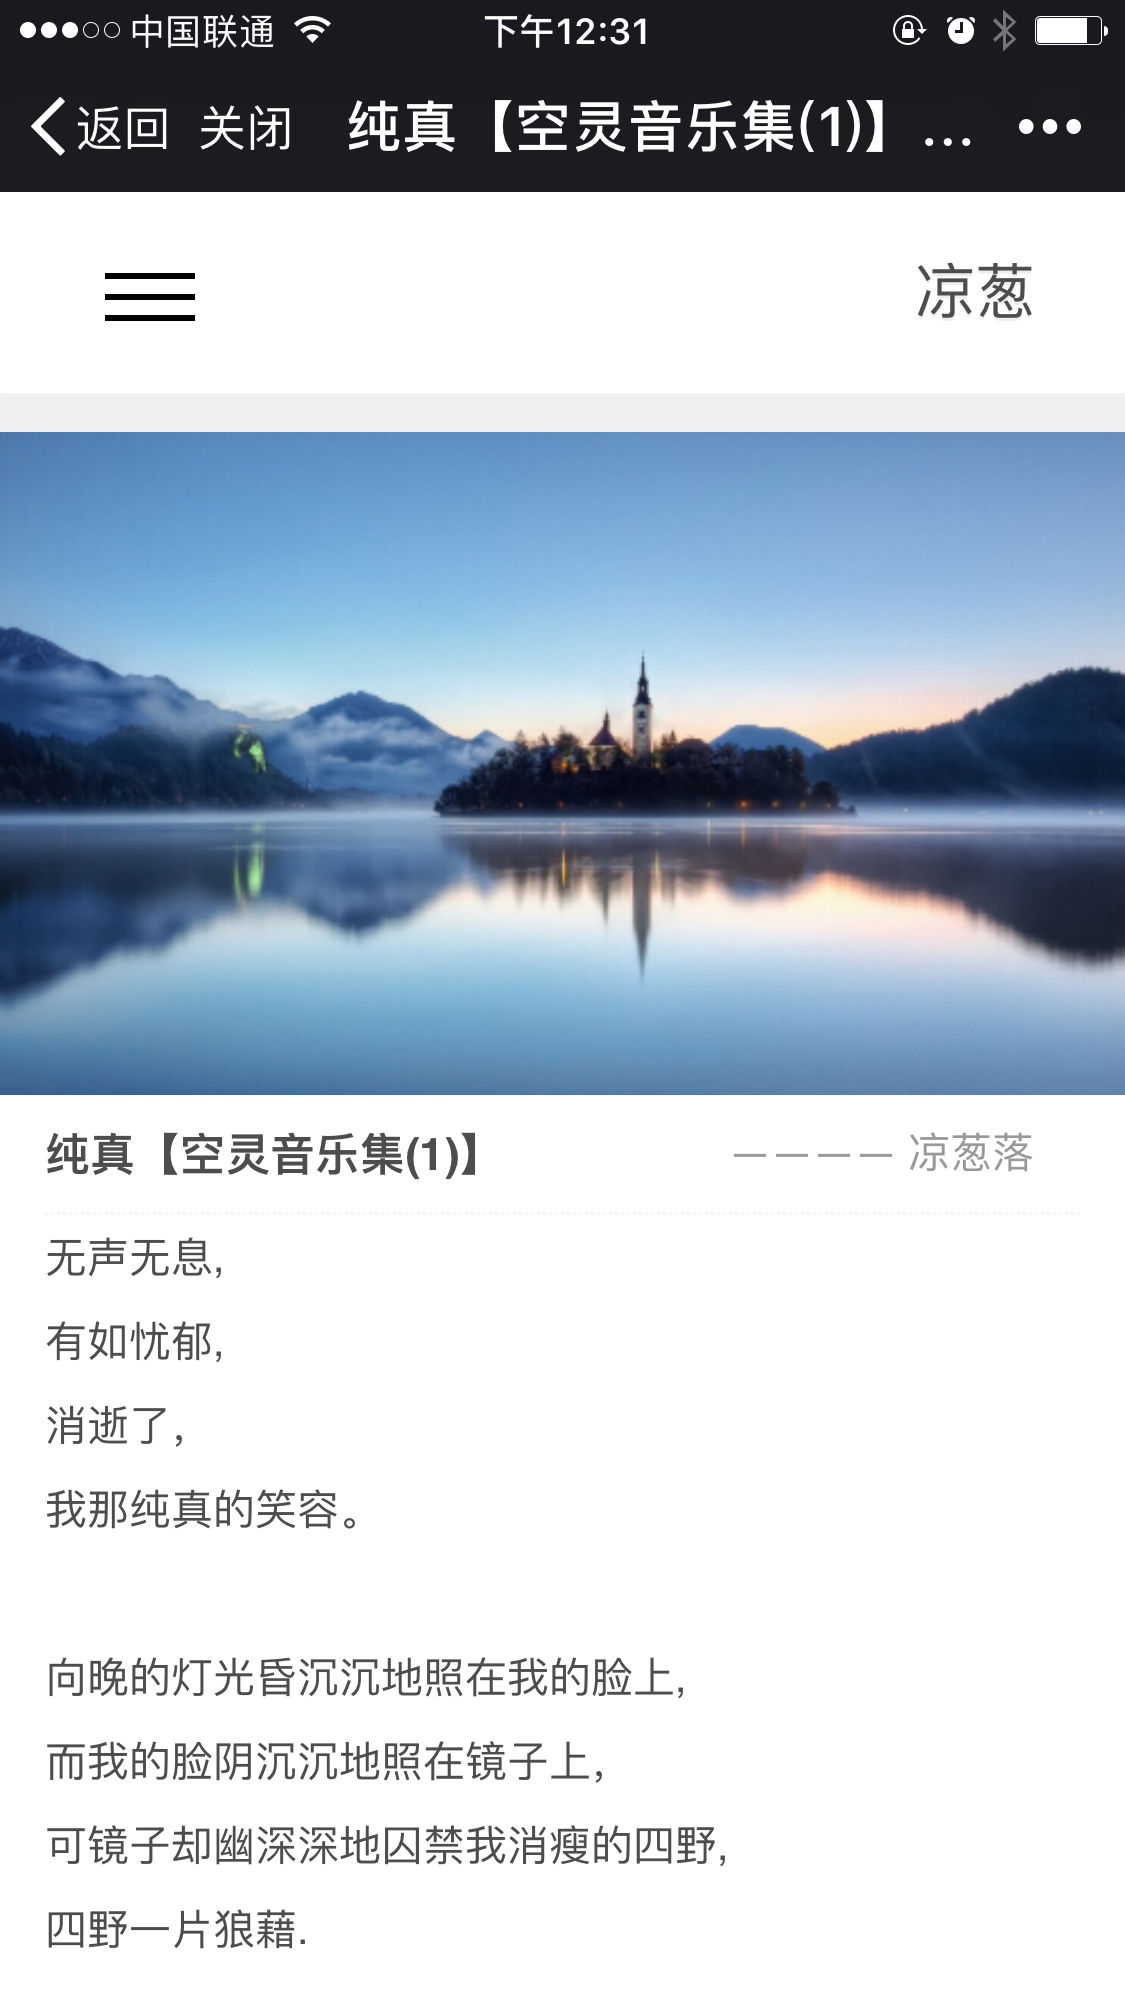 中国联通 下午12:31
返回 关闭 纯真【空灵音乐集(1)】...
凉葱
纯真【空灵音乐集(1)】 ———— 凉葱落
无声无息,
有如忧郁,
消逝了，
我那纯真的笑容。
向晚的灯光昏沉沉地照在我的脸上,
而我的脸阴沉沉地照在镜子上，
可镜子却幽深深地囚禁我消瘦的四野,
四野一片狼藉.